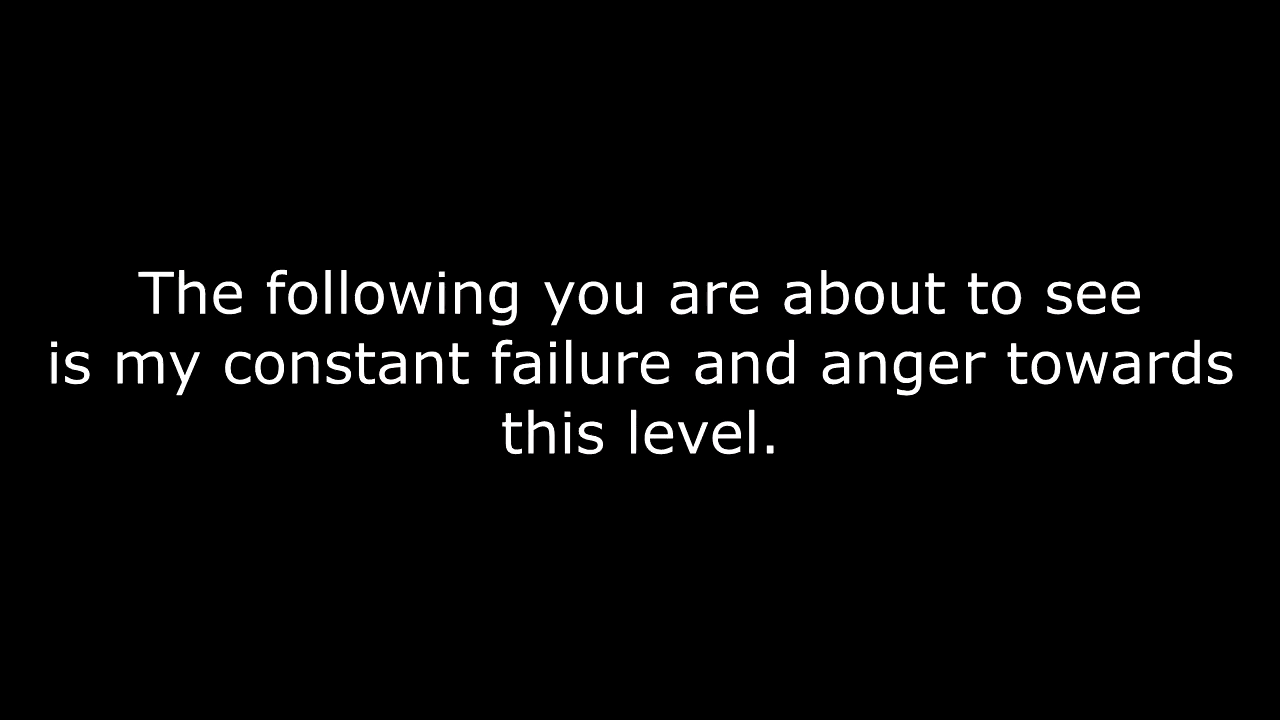 The following you are about to see
is my constant failure and anger towards
this level.